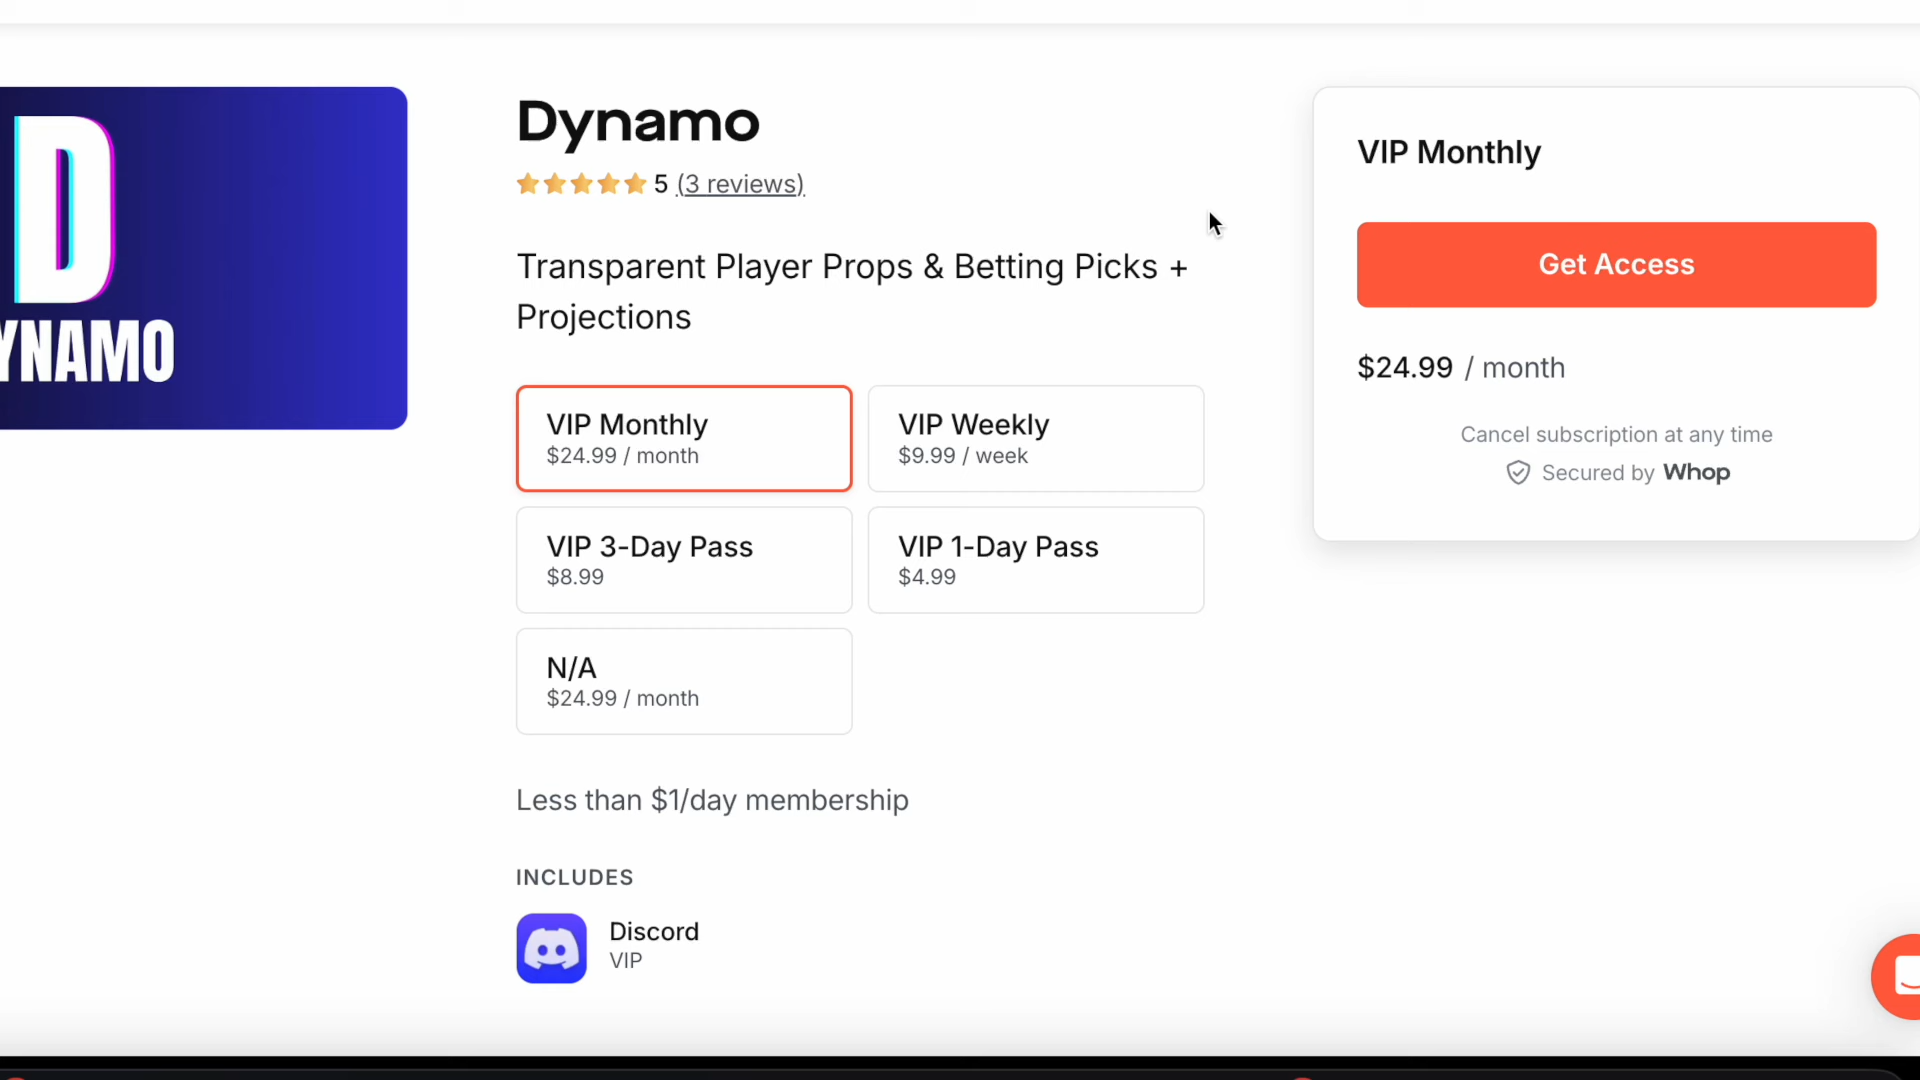 D
YNAMO
Dynamo
5 (3 reviews)
Transparent Player Props & Betting Picks +
Projections
VIP Monthly
$24.99 / month
VIP Weekly
$9.99 / week
VIP 3-Day Pass
$8.99
VIP 1-Day Pass
$4.99
N/A
$24.99 / month
Less than $1/day membership
INCLUDES
Discord
VIP
VIP Monthly
Get Access
$24.99 / month
Cancel subscription at any time
Secured by Whop